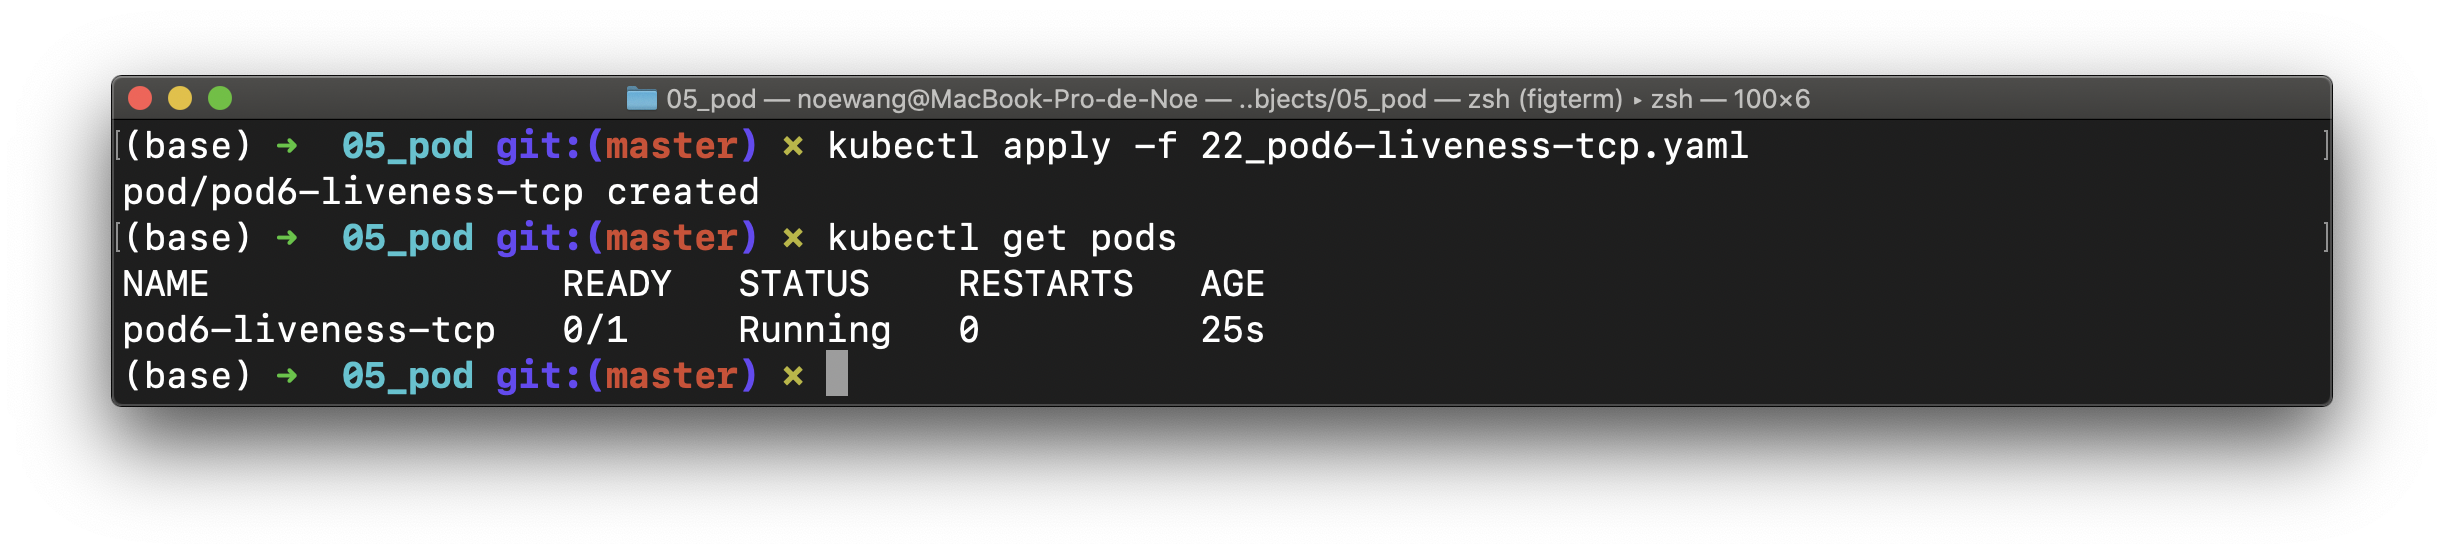 05_pod — noewang@MacBook-Pro-de-Noe — ..bjects/05_pod — zsh (figterm) ▸ zsh — 100×6
[(base) ➜  05_pod git:(master) × kubectl apply -f 22_pod6-liveness-tcp.yaml ]
pod/pod6-liveness-tcp created
[(base) ➜  05_pod git:(master) × kubectl get pods ]
NAME                READY   STATUS    RESTARTS   AGE
pod6-liveness-tcp   0/1     Running   0          25s
(base) ➜  05_pod git:(master) ×